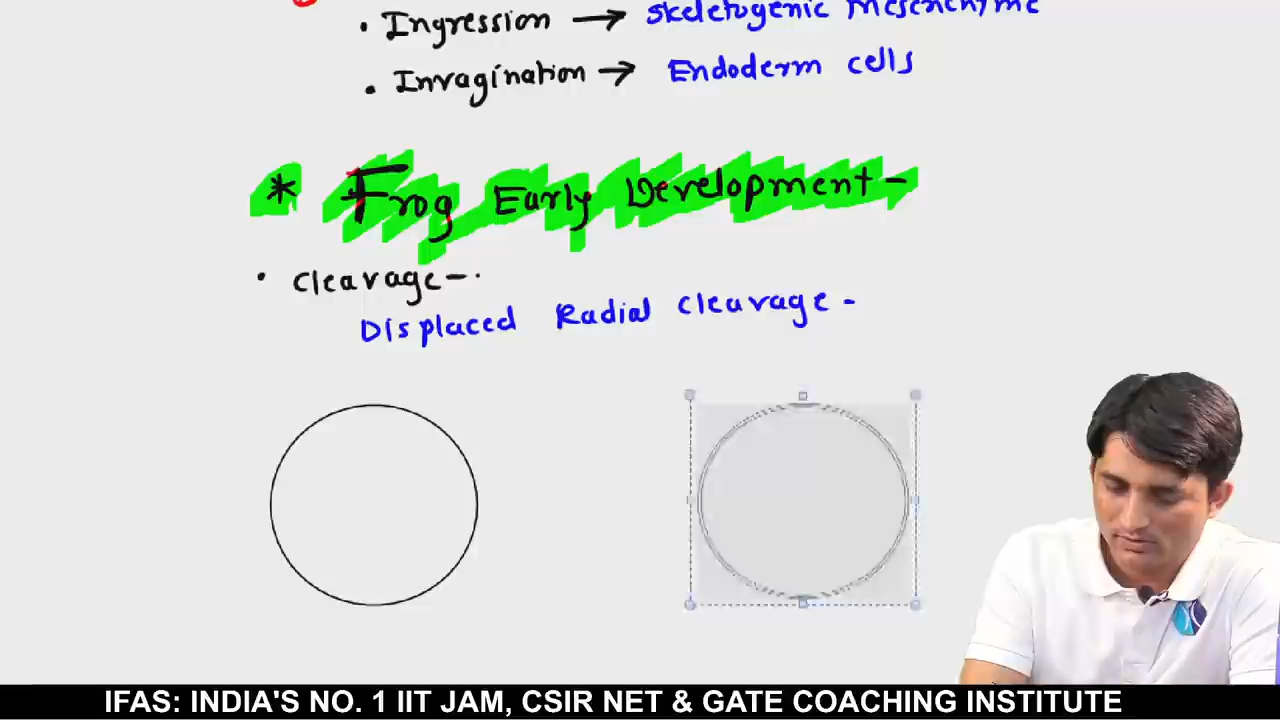 • Ingression → Skeletogenic Mesenchyme
• Invagination → Endoderm cells
* Frog Early Development -
• Cleavage -
Displaced Radial Cleavage -
IFAS: INDIA'S NO. 1 IIT JAM, CSIR NET & GATE COACHING INSTITUTE